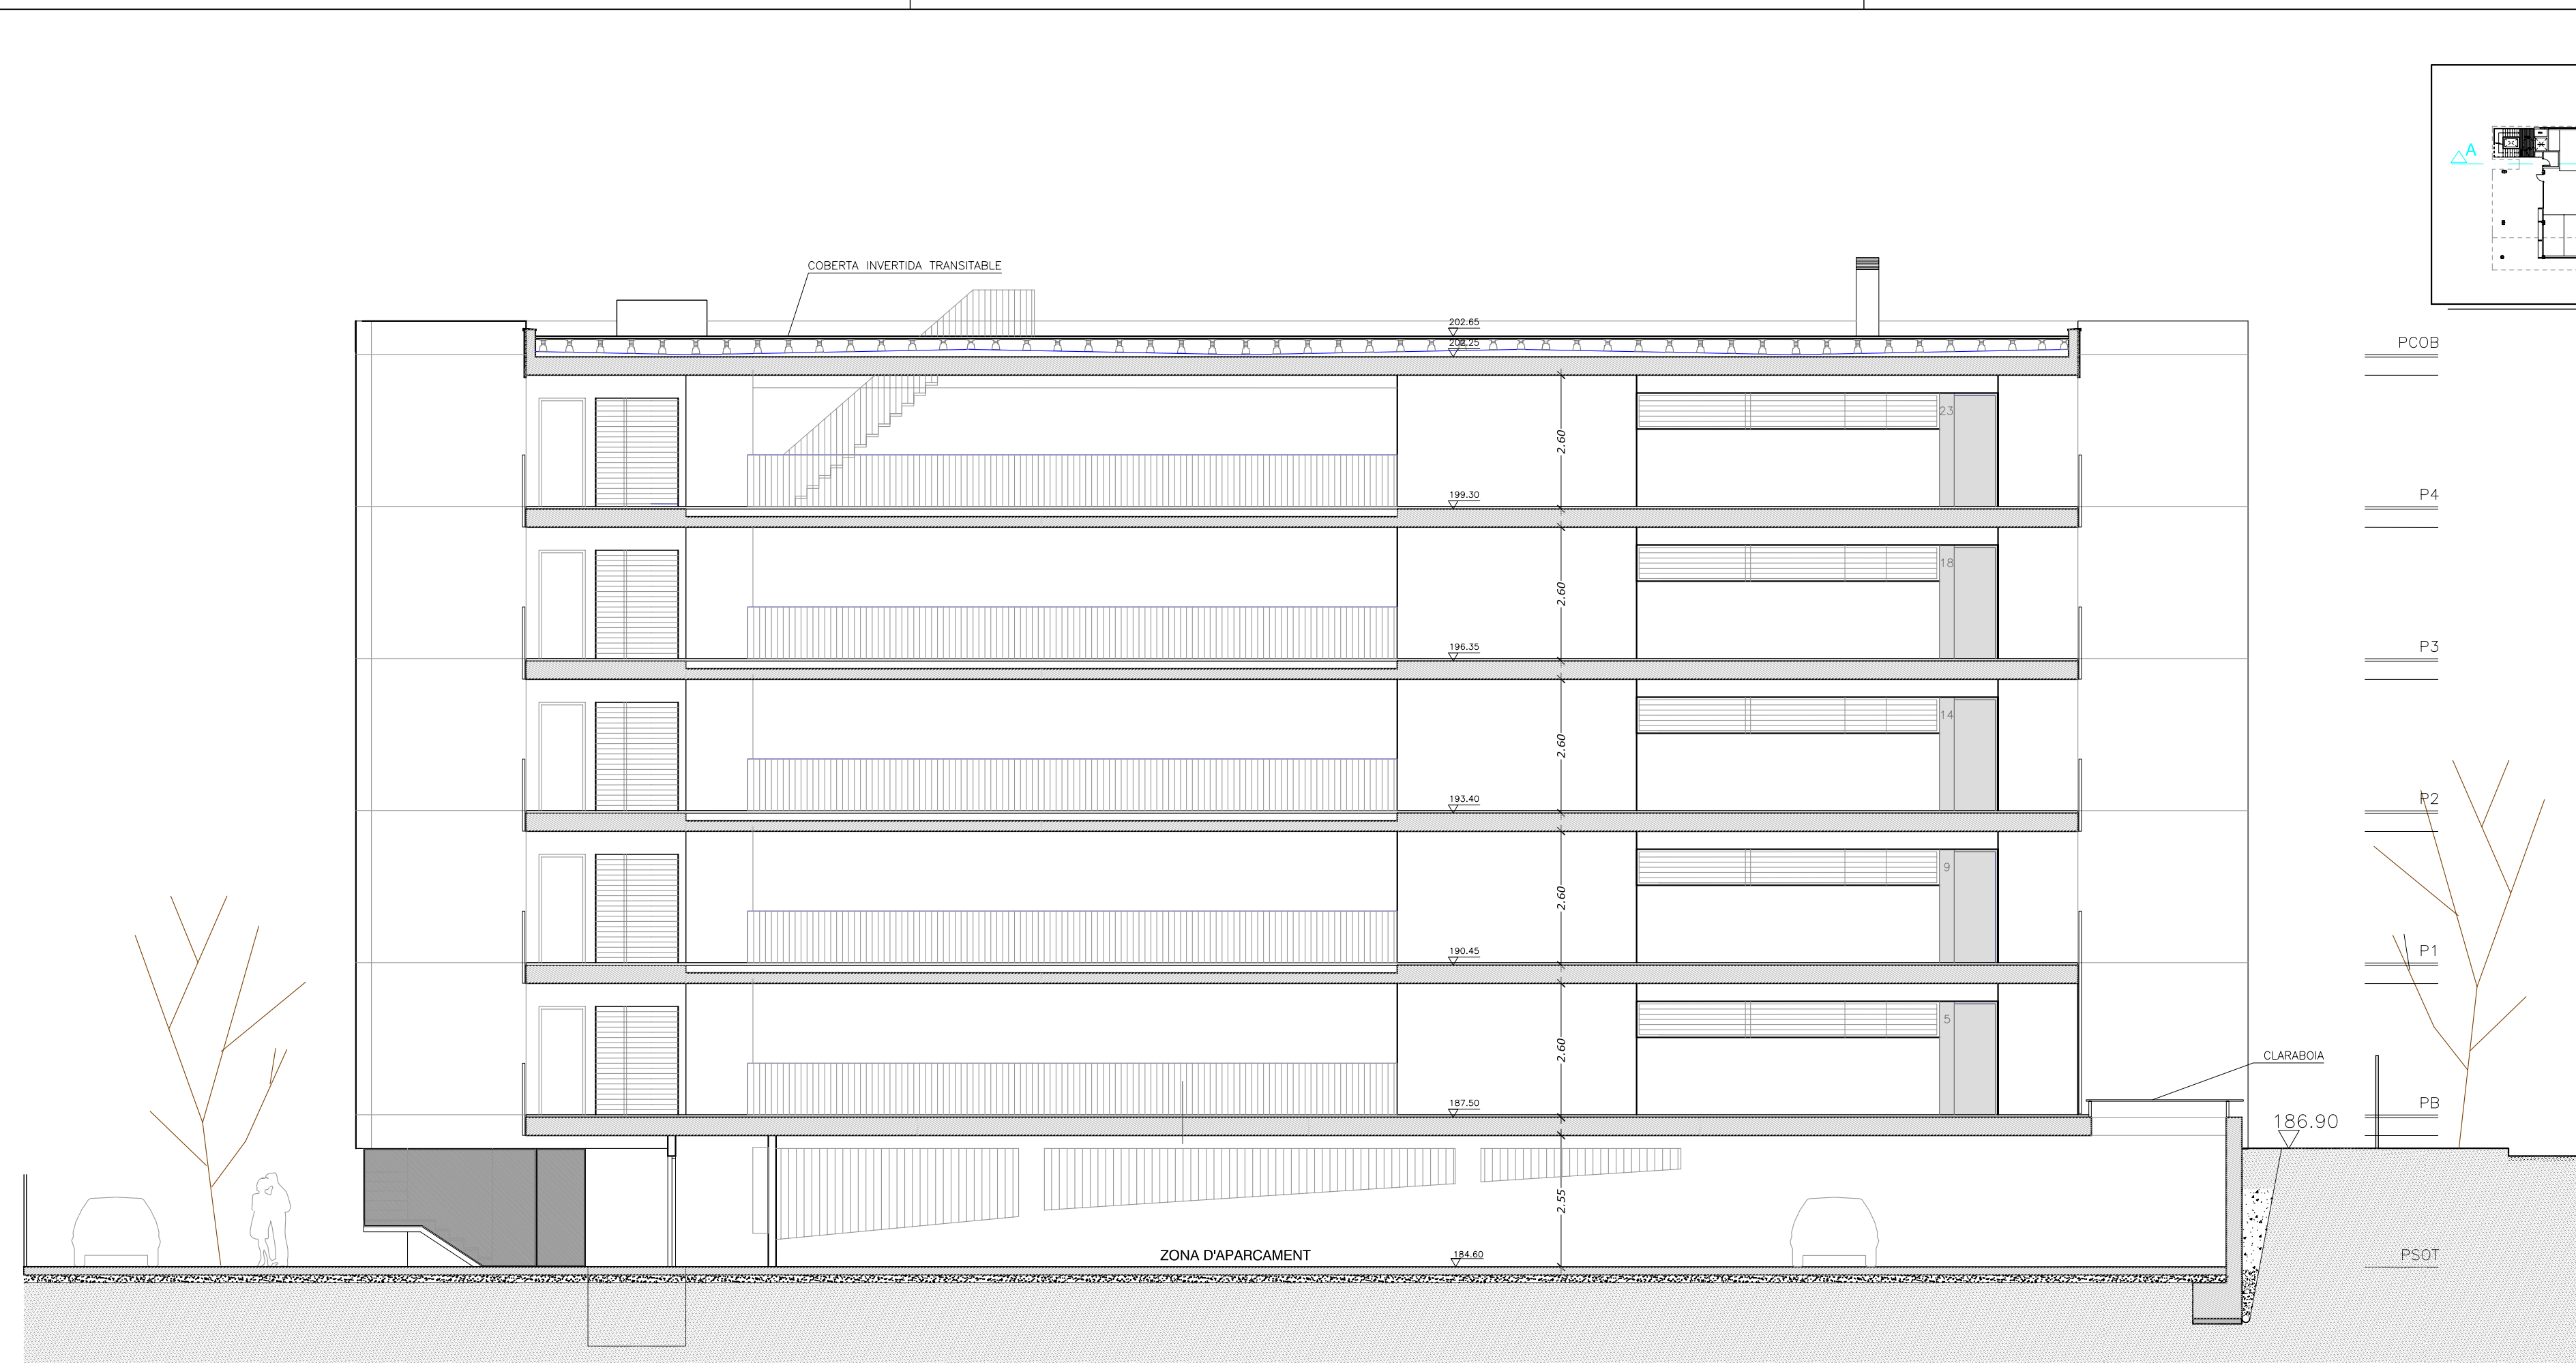 A
COBERTA INVERTIDA TRANSITABLE
202.65
202.25
PCOB
23
2.60
199.30
P4
18
2.60
196.35
P3
14
2.60
193.40
P2
9
2.60
190.45
P1
5
2.60
CLARABOIA
187.50
PB
186.90
2.55
ZONA D'APARCAMENT
184.60
PSOT